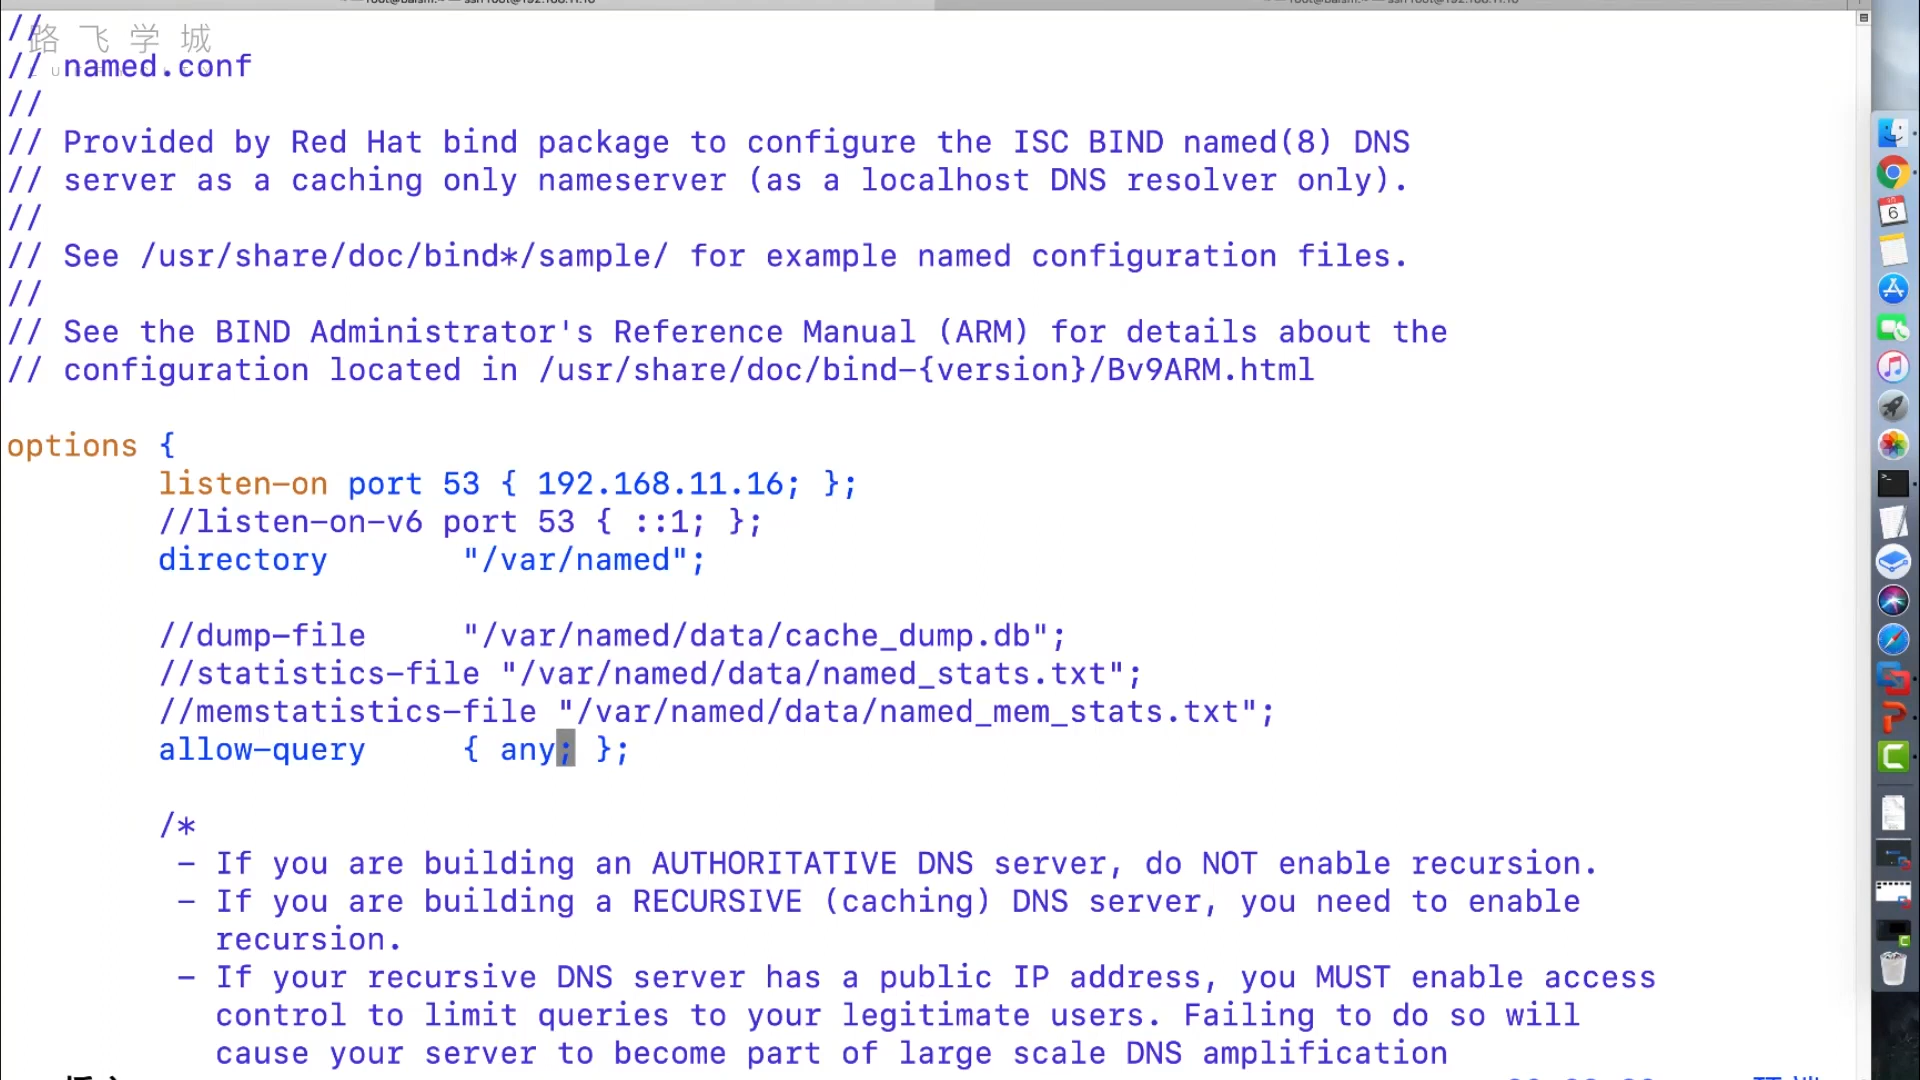 //
路飞学城
// named.conf
//
// Provided by Red Hat bind package to configure the ISC BIND named(8) DNS
// server as a caching only nameserver (as a localhost DNS resolver only).
//
// See /usr/share/doc/bind*/sample/ for example named configuration files.
//
// See the BIND Administrator's Reference Manual (ARM) for details about the
// configuration located in /usr/share/doc/bind-{version}/Bv9ARM.html
options {
listen-on port 53 { 192.168.11.16; };
//listen-on-v6 port 53 { ::1; };
directory "/var/named";
//dump-file "/var/named/data/cache_dump.db";
//statistics-file "/var/named/data/named_stats.txt";
//memstatistics-file "/var/named/data/named_mem_stats.txt";
allow-query { any; };
/*
- If you are building an AUTHORITATIVE DNS server, do NOT enable recursion.
- If you are building a RECURSIVE (caching) DNS server, you need to enable
recursion.
- If your recursive DNS server has a public IP address, you MUST enable access
control to limit queries to your legitimate users. Failing to do so will
cause your server to become part of large scale DNS amplification
6